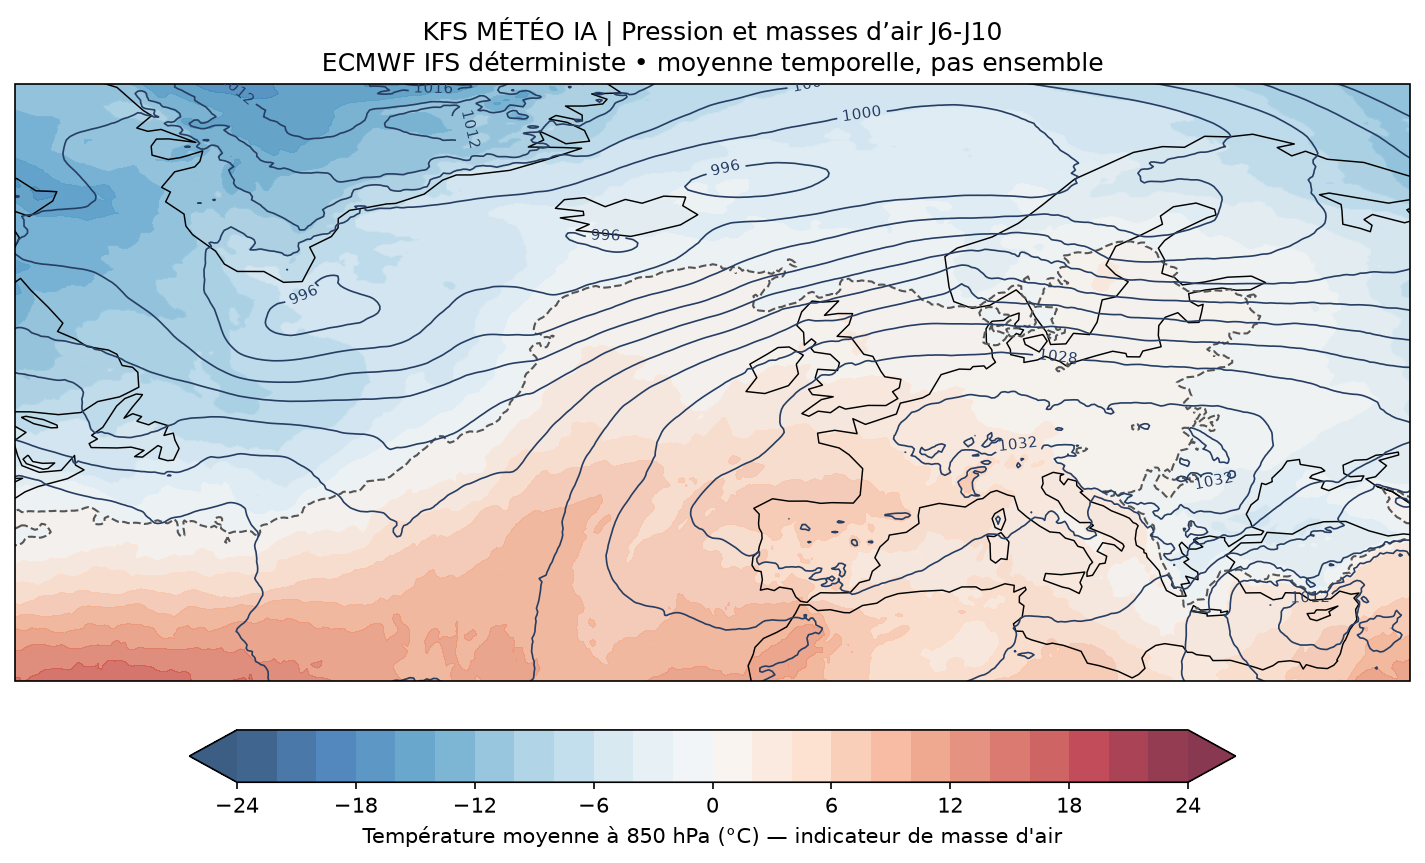 KFS MÉTÉO IA | Pression et masses d’air J6-J10
ECMWF IFS déterministe • moyenne temporelle, pas ensemble
1016
1012
1000
996
996
996
1028
1032
1032
1012
−24 −18 −12 −6 0 6 12 18 24
Température moyenne à 850 hPa (°C) — indicateur de masse d'air